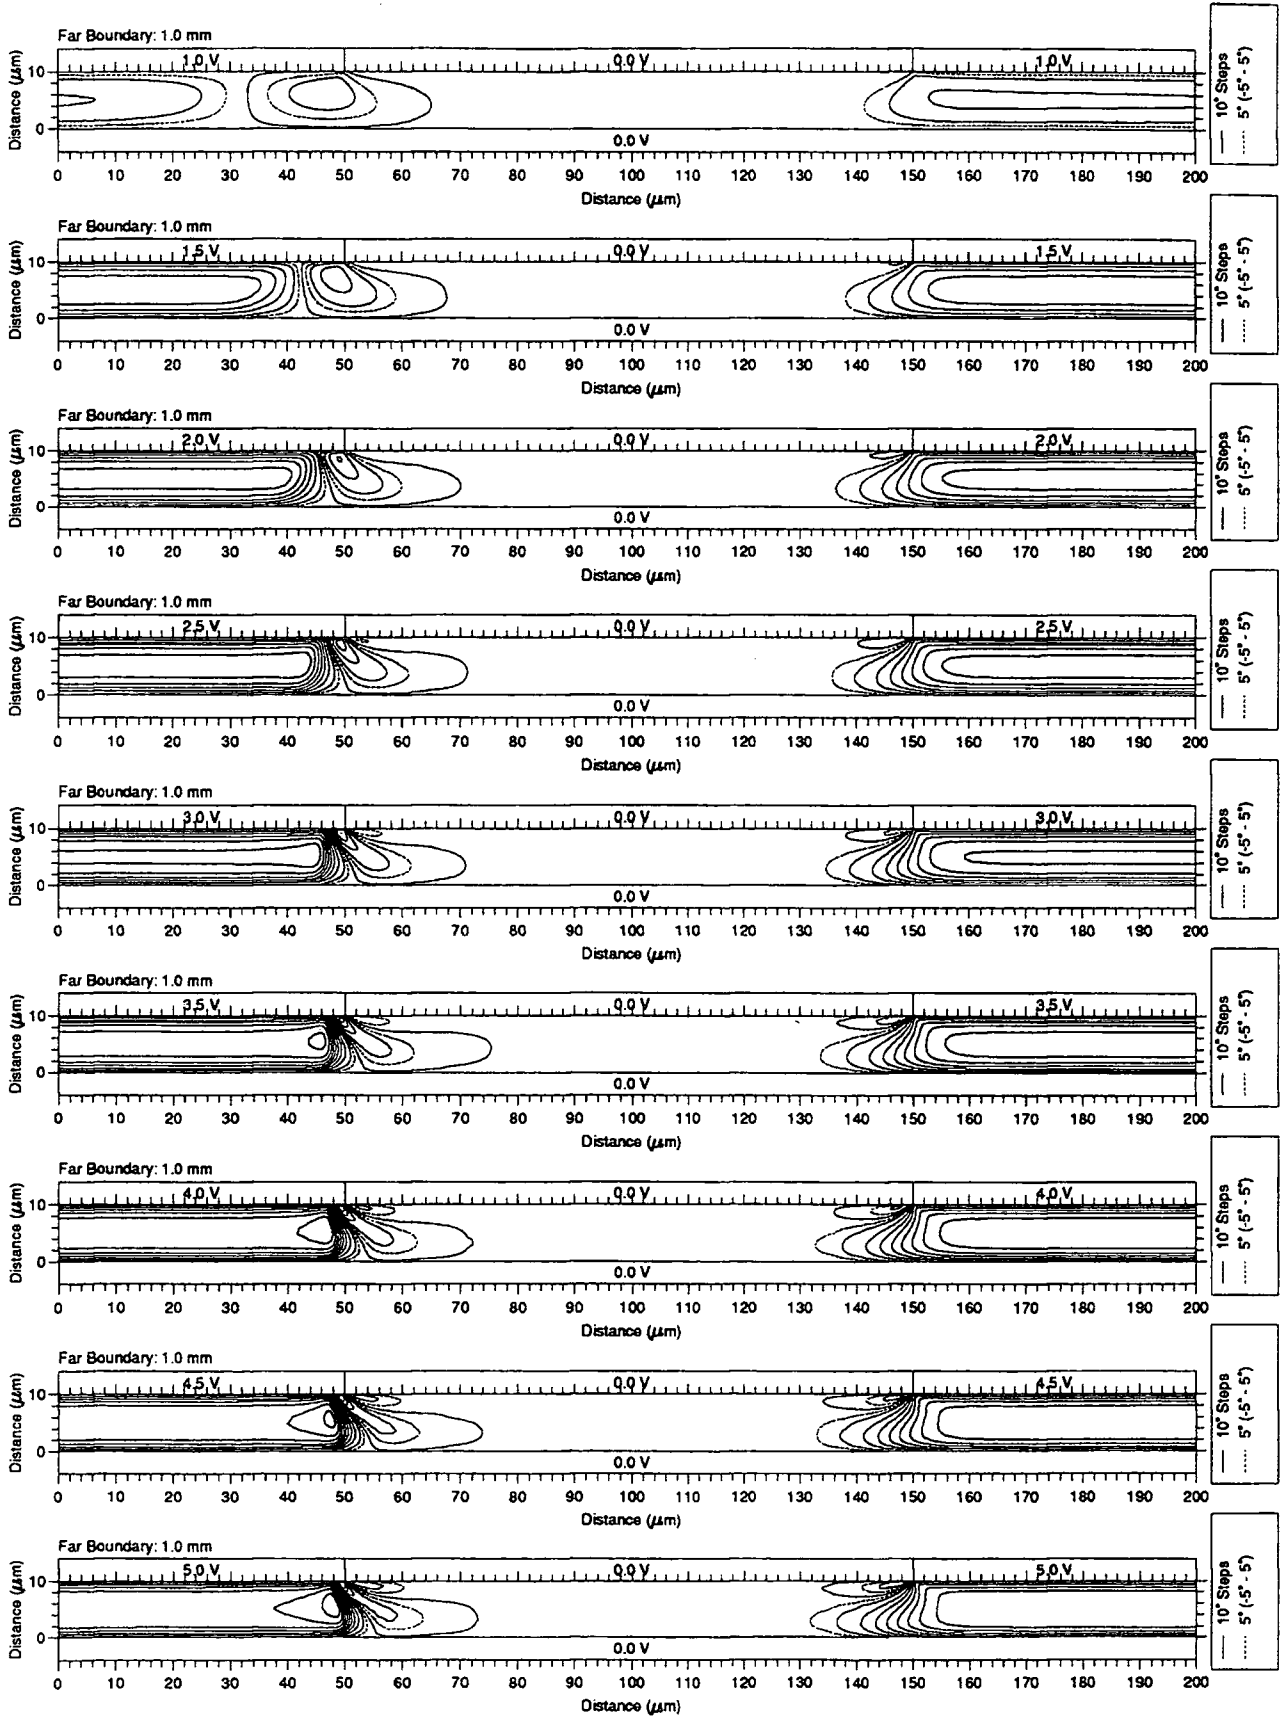 Far Boundary: 1.0 mm
1.0 V 0.0 V 1.0 V
Distance (μm)
10
0
0.0 V
0 10 20 30 40 50 60 70 80 90 100 110 120 130 140 150 160 170 180 190 200
Distance (μm)
10° Steps
5° (-5° - 5°)
Far Boundary: 1.0 mm
1.5 V 0.0 V 1.5 V
Distance (μm)
10
0
0.0 V
0 10 20 30 40 50 60 70 80 90 100 110 120 130 140 150 160 170 180 190 200
Distance (μm)
10° Steps
5° (-5° - 5°)
Far Boundary: 1.0 mm
2.0 V 0.0 V 2.0 V
Distance (μm)
10
0
0.0 V
0 10 20 30 40 50 60 70 80 90 100 110 120 130 140 150 160 170 180 190 200
Distance (μm)
10° Steps
5° (-5° - 5°)
Far Boundary: 1.0 mm
2.5 V 0.0 V 2.5 V
Distance (μm)
10
0
0.0 V
0 10 20 30 40 50 60 70 80 90 100 110 120 130 140 150 160 170 180 190 200
Distance (μm)
10° Steps
5° (-5° - 5°)
Far Boundary: 1.0 mm
3.0 V 0.0 V 3.0 V
Distance (μm)
10
0
0.0 V
0 10 20 30 40 50 60 70 80 90 100 110 120 130 140 150 160 170 180 190 200
Distance (μm)
10° Steps
5° (-5° - 5°)
Far Boundary: 1.0 mm
3.5 V 0.0 V 3.5 V
Distance (μm)
10
0
0.0 V
0 10 20 30 40 50 60 70 80 90 100 110 120 130 140 150 160 170 180 190 200
Distance (μm)
10° Steps
5° (-5° - 5°)
Far Boundary: 1.0 mm
4.0 V 0.0 V 4.0 V
Distance (μm)
10
0
0.0 V
0 10 20 30 40 50 60 70 80 90 100 110 120 130 140 150 160 170 180 190 200
Distance (μm)
10° Steps
5° (-5° - 5°)
Far Boundary: 1.0 mm
4.5 V 0.0 V 4.5 V
Distance (μm)
10
0
0.0 V
0 10 20 30 40 50 60 70 80 90 100 110 120 130 140 150 160 170 180 190 200
Distance (μm)
10° Steps
5° (-5° - 5°)
Far Boundary: 1.0 mm
5.0 V 0.0 V 5.0 V
Distance (μm)
10
0
0.0 V
0 10 20 30 40 50 60 70 80 90 100 110 120 130 140 150 160 170 180 190 200
Distance (μm)
10° Steps
5° (-5° - 5°)